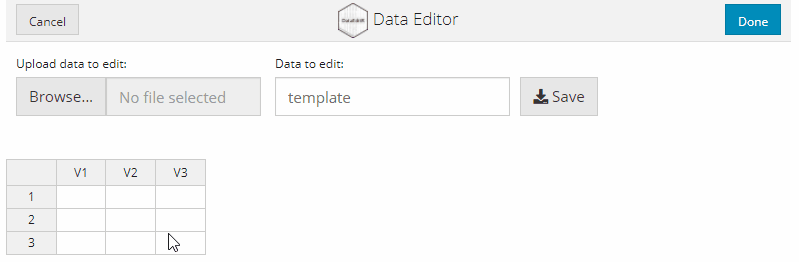 Cancel
Data Editor
Done
Upload data to edit:
Data to edit:
Browse...
No file selected
template
Save
V1 V2 V3
1
2
3